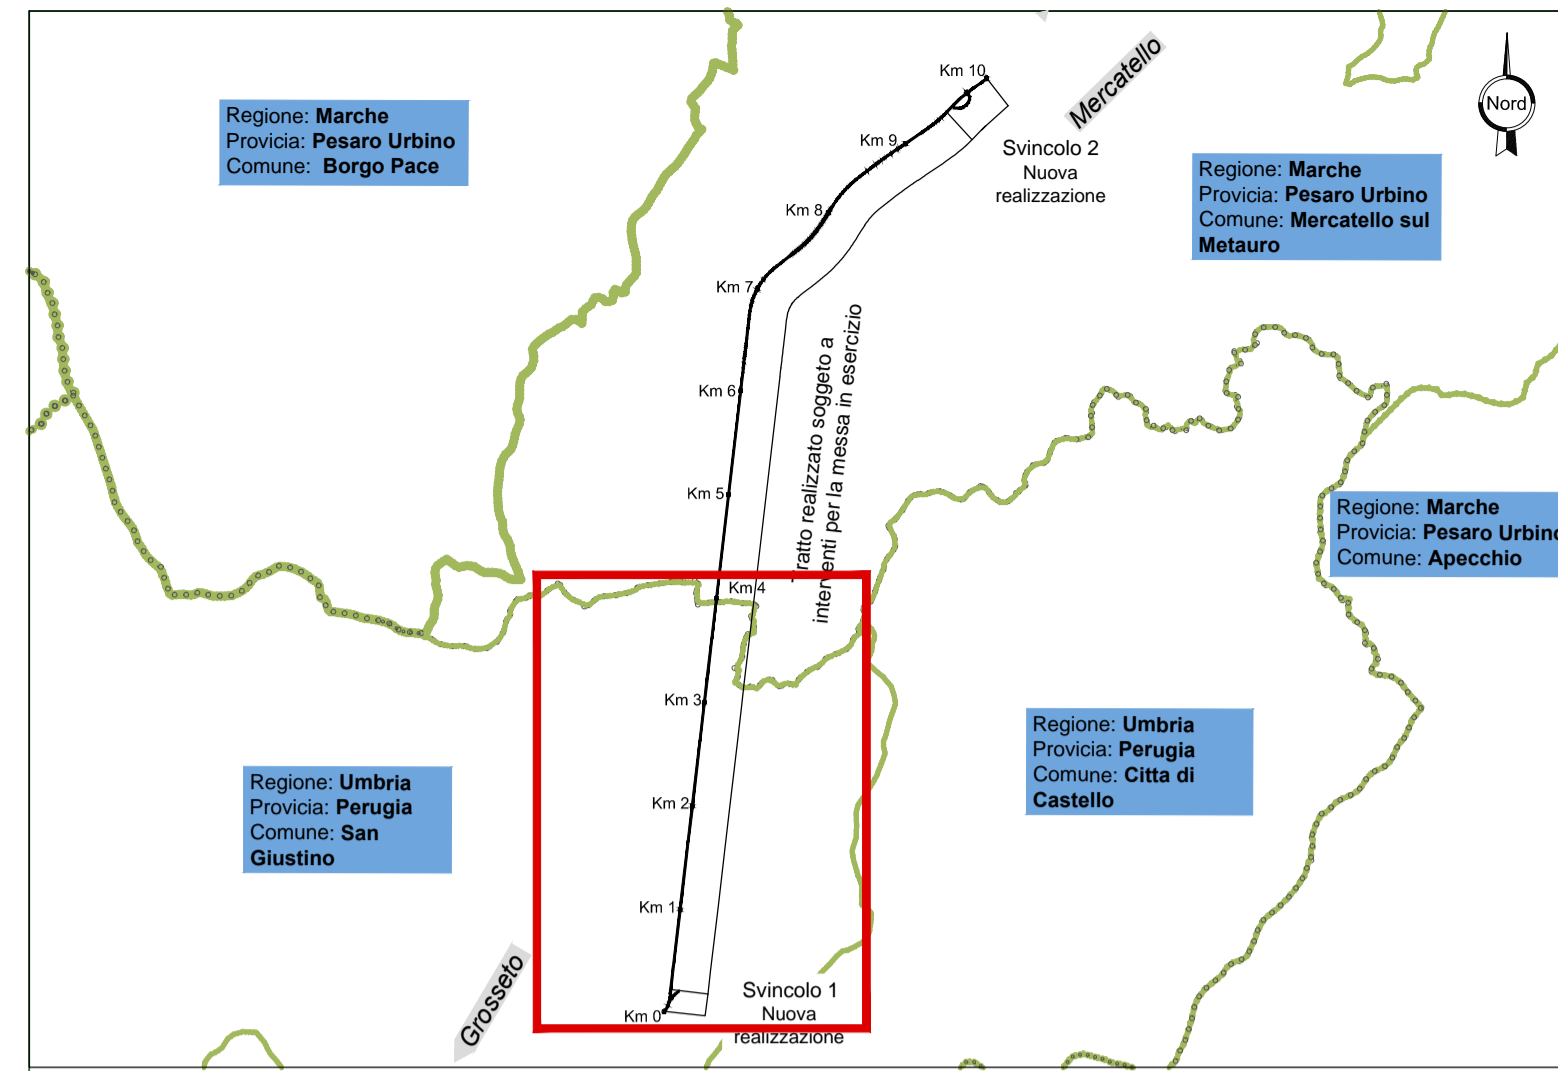 Km 10
Mercatello
Nord
Regione: Marche
Provicia: Pesaro Urbino
Comune: Borgo Pace
Km 9
Svincolo 2
Nuova
realizzazione
Regione: Marche
Provicia: Pesaro Urbino
Comune: Mercatello sul
Metauro
Km 8
Km 7
Tratto realizzato soggeto a
interventi per la messa in esercizio
Km 6
Km 5
Regione: Marche
Provicia: Pesaro Urbino
Comune: Apecchio
Km 4
Km 3
Regione: Umbria
Provicia: Perugia
Comune: Citta di
Castello
Regione: Umbria
Provicia: Perugia
Comune: San
Giustino
Km 2
Km 1
Grosseto
Svincolo 1
Nuova
realizzazione
Km 0